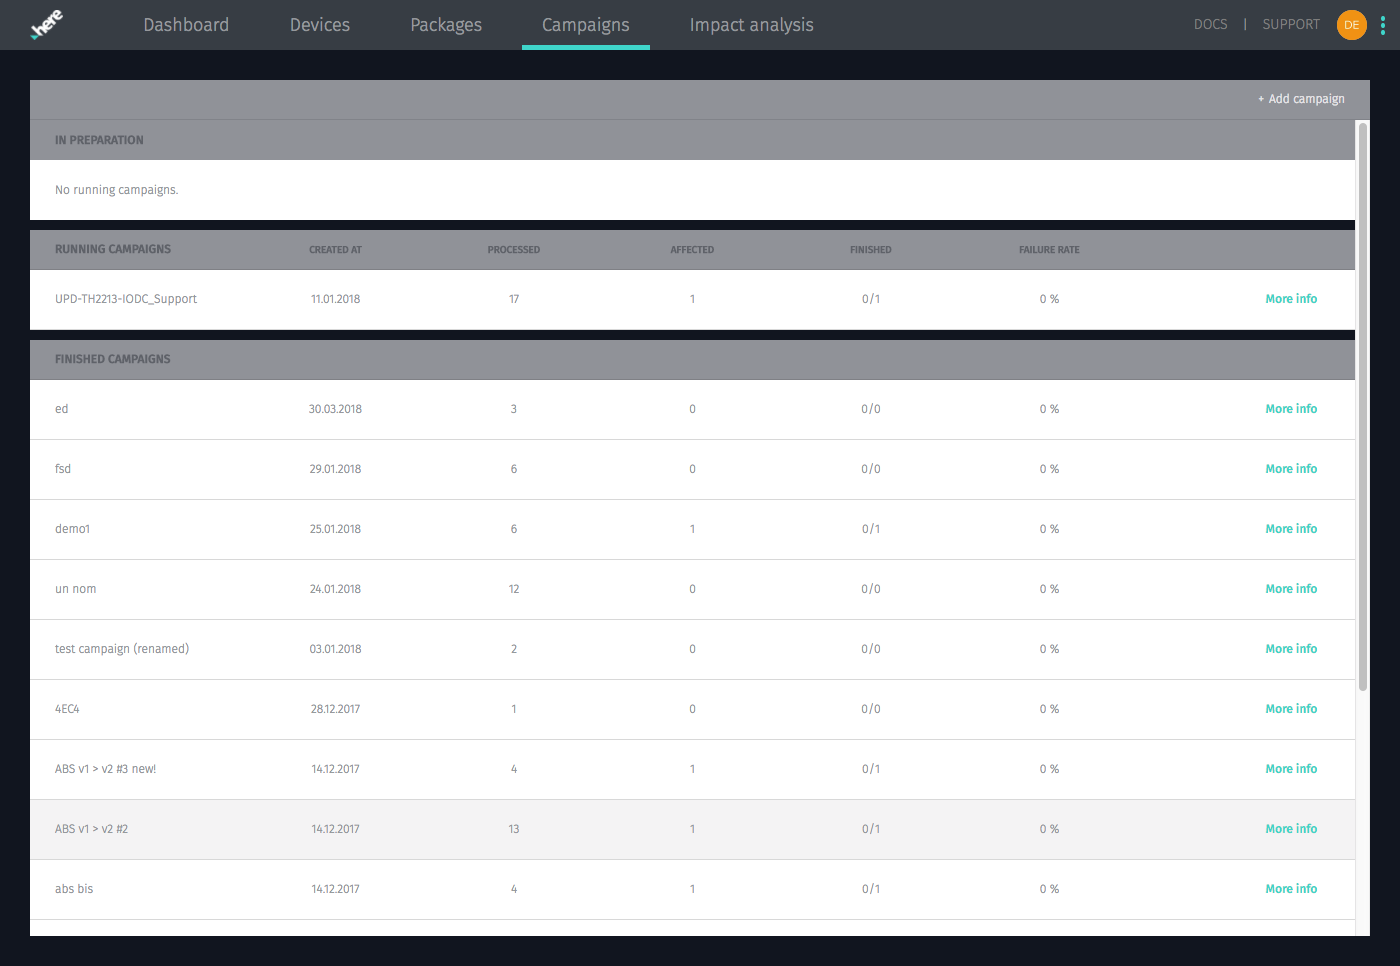 here
Dashboard Devices Packages Campaigns Impact analysis DOCS | SUPPORT DE
+ Add campaign
IN PREPARATION
No running campaigns.
RUNNING CAMPAIGNS CREATED AT PROCESSED AFFECTED FINISHED FAILURE RATE
UPD-TH2213-IODC_Support 11.01.2018 17 1 0/1 0 % More info
FINISHED CAMPAIGNS
ed 30.03.2018 3 0 0/0 0 % More info
fsd 29.01.2018 6 0 0/0 0 % More info
demo1 25.01.2018 6 1 0/1 0 % More info
un nom 24.01.2018 12 0 0/0 0 % More info
test campaign (renamed) 03.01.2018 2 0 0/0 0 % More info
4EC4 28.12.2017 1 0 0/0 0 % More info
ABS v1 > v2 #3 new! 14.12.2017 4 1 0/1 0 % More info
ABS v1 > v2 #2 14.12.2017 13 1 0/1 0 % More info
abs bis 14.12.2017 4 1 0/1 0 % More info